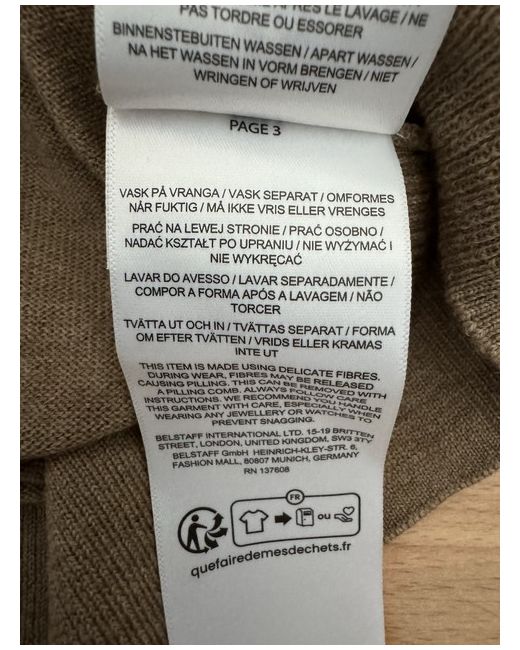 APRÈS LE LAVAGE / NE
PAS TORDRE OU ESSORER
BINNENSTEBUITEN WASSEN / APART WASSEN /
NA HET WASSEN IN VORM BRENGEN / NIET
WRINGEN OF WRIJVEN
PAGE 3
VASK PÅ VRANGA / VASK SEPARAT / OMFORMES
NÅR FUKTIG / MÅ IKKE VRIS ELLER VRENGES
PRAĆ NA LEWEJ STRONIE / PRAĆ OSOBNO /
NADAĆ KSZTAŁT PO UPRANIU / NIE WYŻYMAĆ I
NIE WYKRĘCAĆ
LAVAR DO AVESSO / LAVAR SEPARADAMENTE /
COMPOR A FORMA APÓS A LAVAGEM / NÃO
TORCER
TVÄTTA UT OCH IN / TVÄTTAS SEPARAT / FORMA
OM EFTER TVÄTTEN / VRIDS ELLER KRAMAS
INTE UT
THIS ITEM IS MADE USING DELICATE FIBRES.
DURING WEAR, FIBRES MAY BE RELEASED
CAUSING PILLING. THIS CAN BE REMOVED WITH
A PILLING COMB. ALWAYS FOLLOW CARE
INSTRUCTIONS. WE RECOMMEND YOU HANDLE
THIS GARMENT WITH CARE, ESPECIALLY WHEN
WEARING ANY JEWELLERY OR WATCHES TO
PREVENT SNAGGING.
BELSTAFF INTERNATIONAL LTD. 15-19 BRITTEN
STREET, LONDON, UNITED KINGDOM, SW3 3TY
BELSTAFF GmbH HEINRICH-KLEY-STR. 6,
FASHION MALL, 80807 MUNICH, GERMANY
RN 137608
FR
ou
quefairedemesdechets.fr